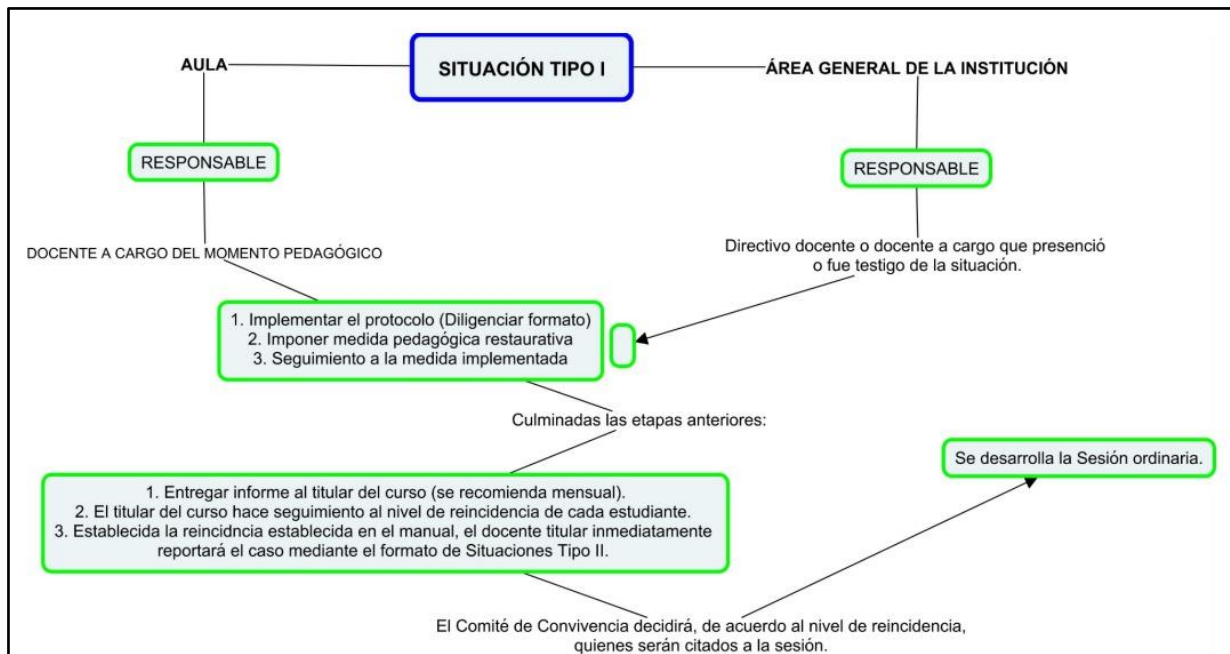 SITUACIÓN TIPO I
AULA
ÁREA GENERAL DE LA INSTITUCIÓN
RESPONSABLE
RESPONSABLE
DOCENTE A CARGO DEL MOMENTO PEDAGÓGICO
Directivo docente o docente a cargo que presenció
o fue testigo de la situación.
1. Implementar el protocolo (Diligenciar formato)
2. Imponer medida pedagógica restaurativa
3. Seguimiento a la medida implementada
Culminadas las etapas anteriores:
1. Entregar informe al titular del curso (se recomienda mensual).
2. El titular del curso hace seguimiento al nivel de reincidencia de cada estudiante.
3. Establecida la reincidncia establecida en el manual, el docente titular inmediatamente
reportará el caso mediante el formato de Situaciones Tipo II.
El Comité de Convivencia decidirá, de acuerdo al nivel de reincidencia,
quienes serán citados a la sesión.
Se desarrolla la Sesión ordinaria.